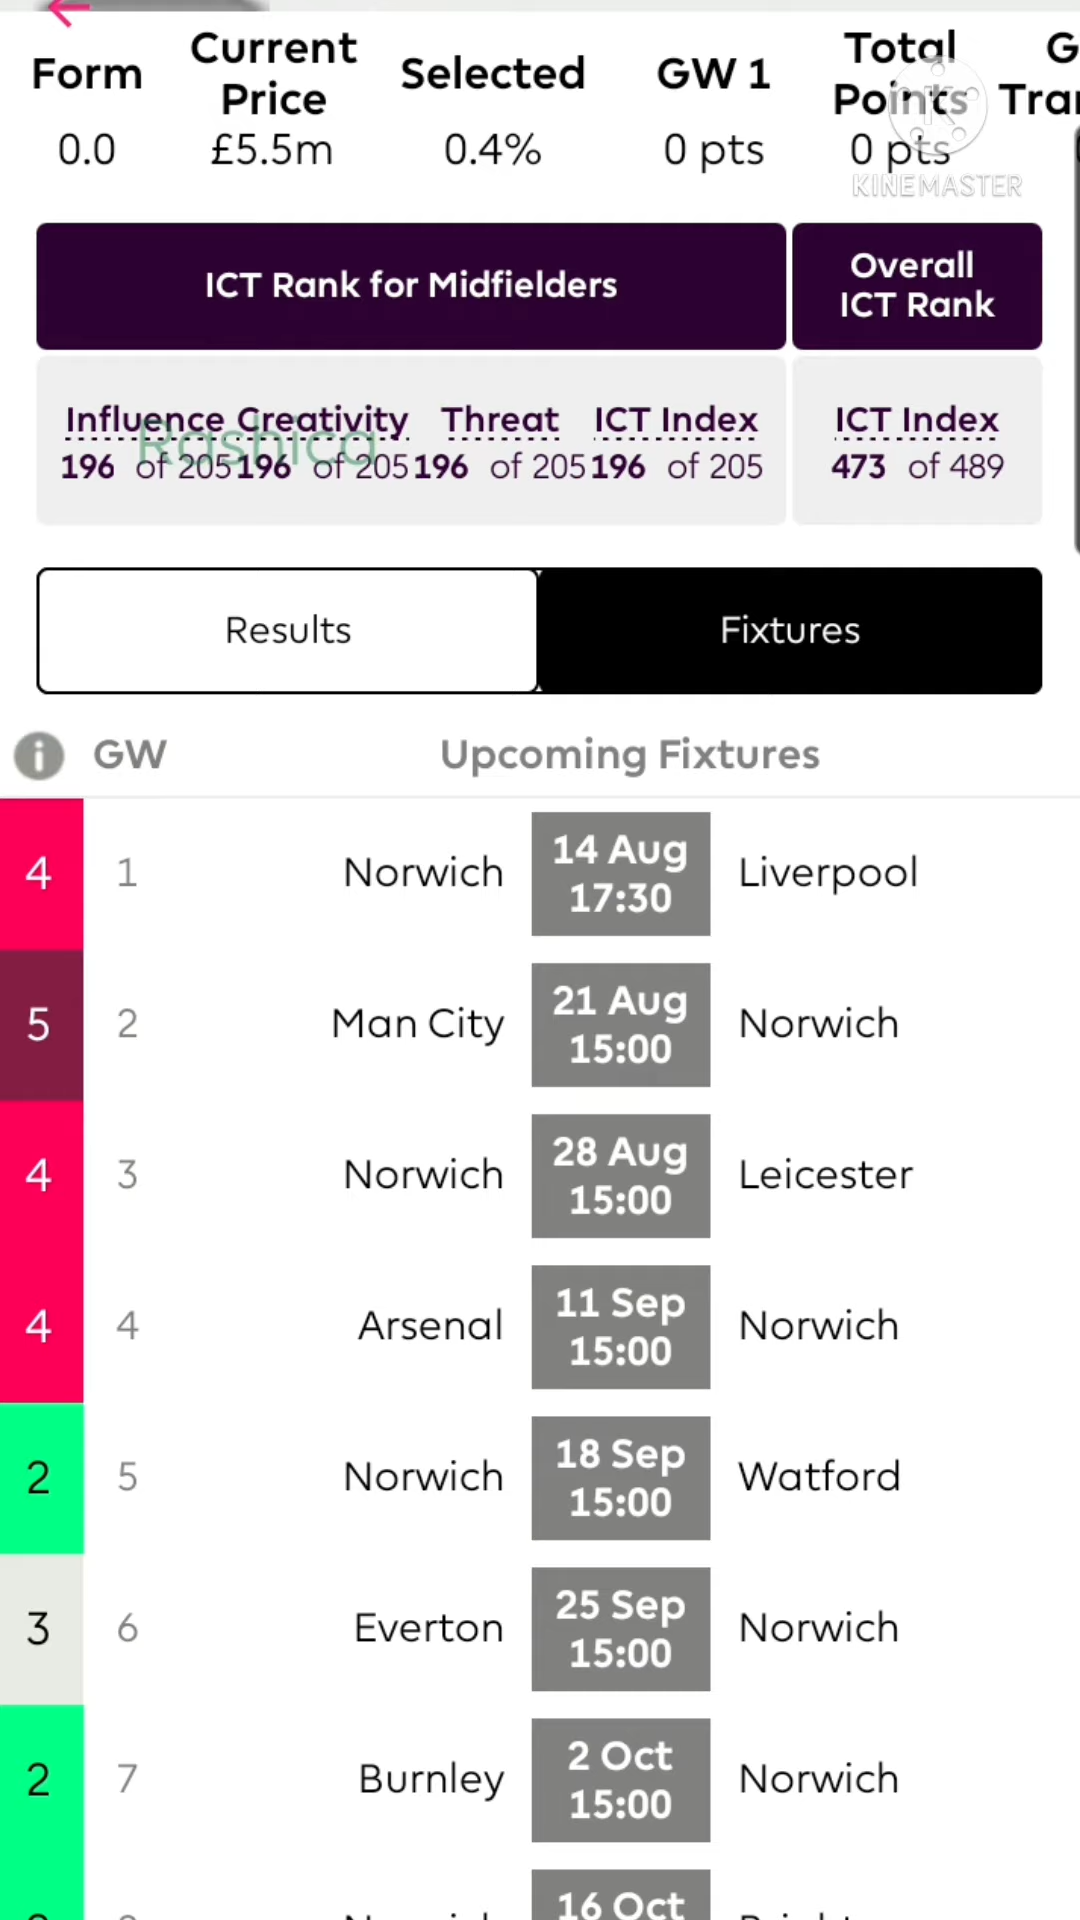 Form Current Price Selected GW 1 Total Points
0.0 £5.5m 0.4% 0 pts 0 pts
KINEMASTER
ICT Rank for Midfielders Overall ICT Rank
Influence Creativity Threat ICT Index ICT Index
Rashica
196 of 205 196 of 205 196 of 205 196 of 205 473 of 489
Results Fixtures
GW Upcoming Fixtures
4 1 Norwich 14 Aug 17:30 Liverpool
5 2 Man City 21 Aug 15:00 Norwich
4 3 Norwich 28 Aug 15:00 Leicester
4 4 Arsenal 11 Sep 15:00 Norwich
2 5 Norwich 18 Sep 15:00 Watford
3 6 Everton 25 Sep 15:00 Norwich
2 7 Burnley 2 Oct 15:00 Norwich
16 Oct